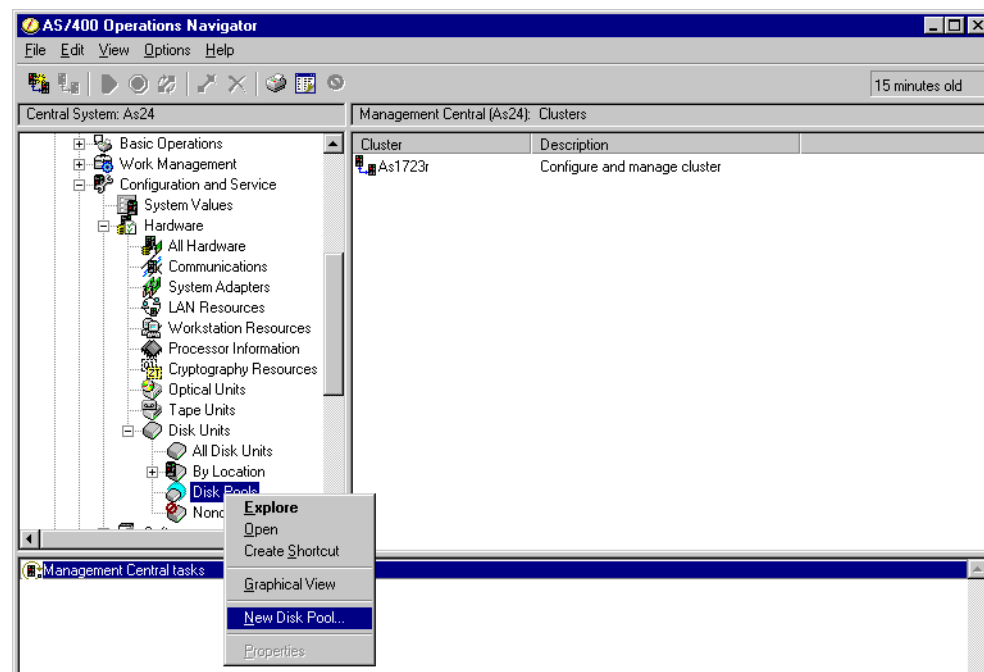 AS/400 Operations Navigator
File Edit View Options Help
15 minutes old
Central System: As24
Management Central (As24): Clusters
Basic Operations
Work Management
Configuration and Service
System Values
Hardware
All Hardware
Communications
System Adapters
LAN Resources
Workstation Resources
Processor Information
Cryptography Resources
Optical Units
Tape Units
Disk Units
All Disk Units
By Location
Disk Pools
Cluster Description
As1723r Configure and manage cluster
Explore
Open
Create Shortcut
Graphical View
New Disk Pool...
Properties
Management Central tasks